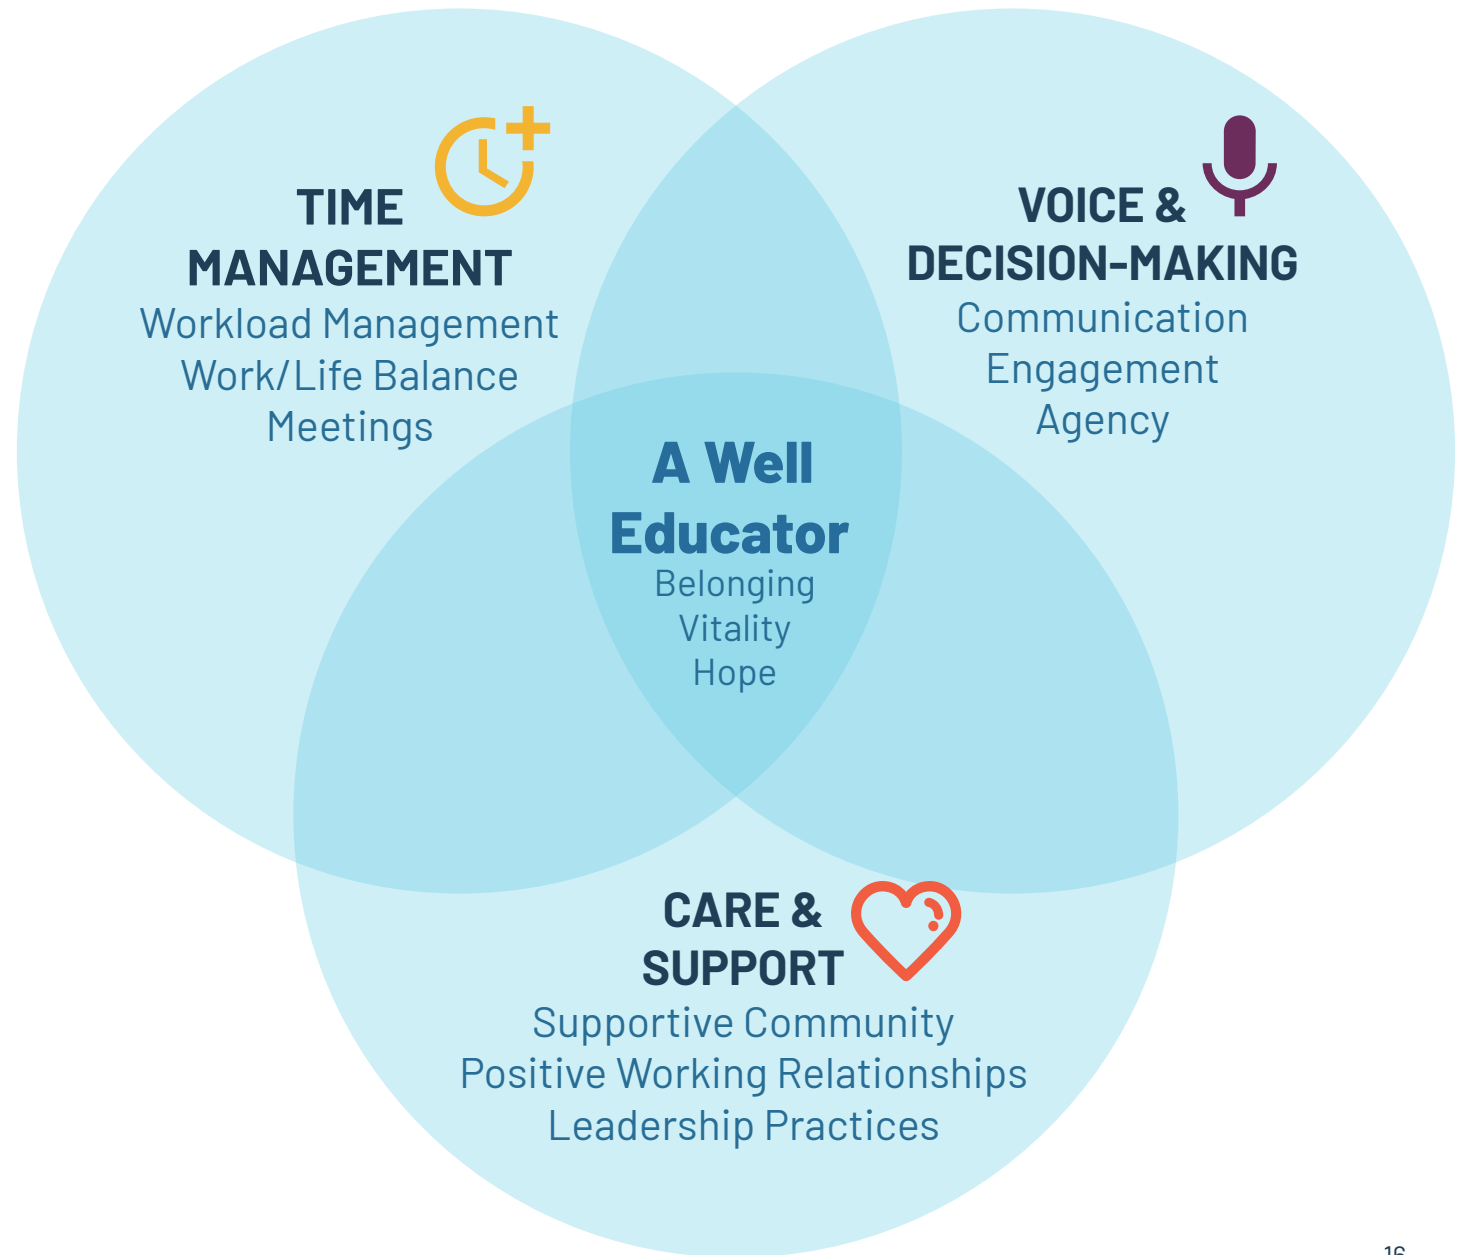 TIME
MANAGEMENT
Workload Management
Work/Life Balance
Meetings
VOICE &
DECISION-MAKING
Communication
Engagement
Agency
A Well
Educator
Belonging
Vitality
Hope
CARE &
SUPPORT
Supportive Community
Positive Working Relationships
Leadership Practices
16